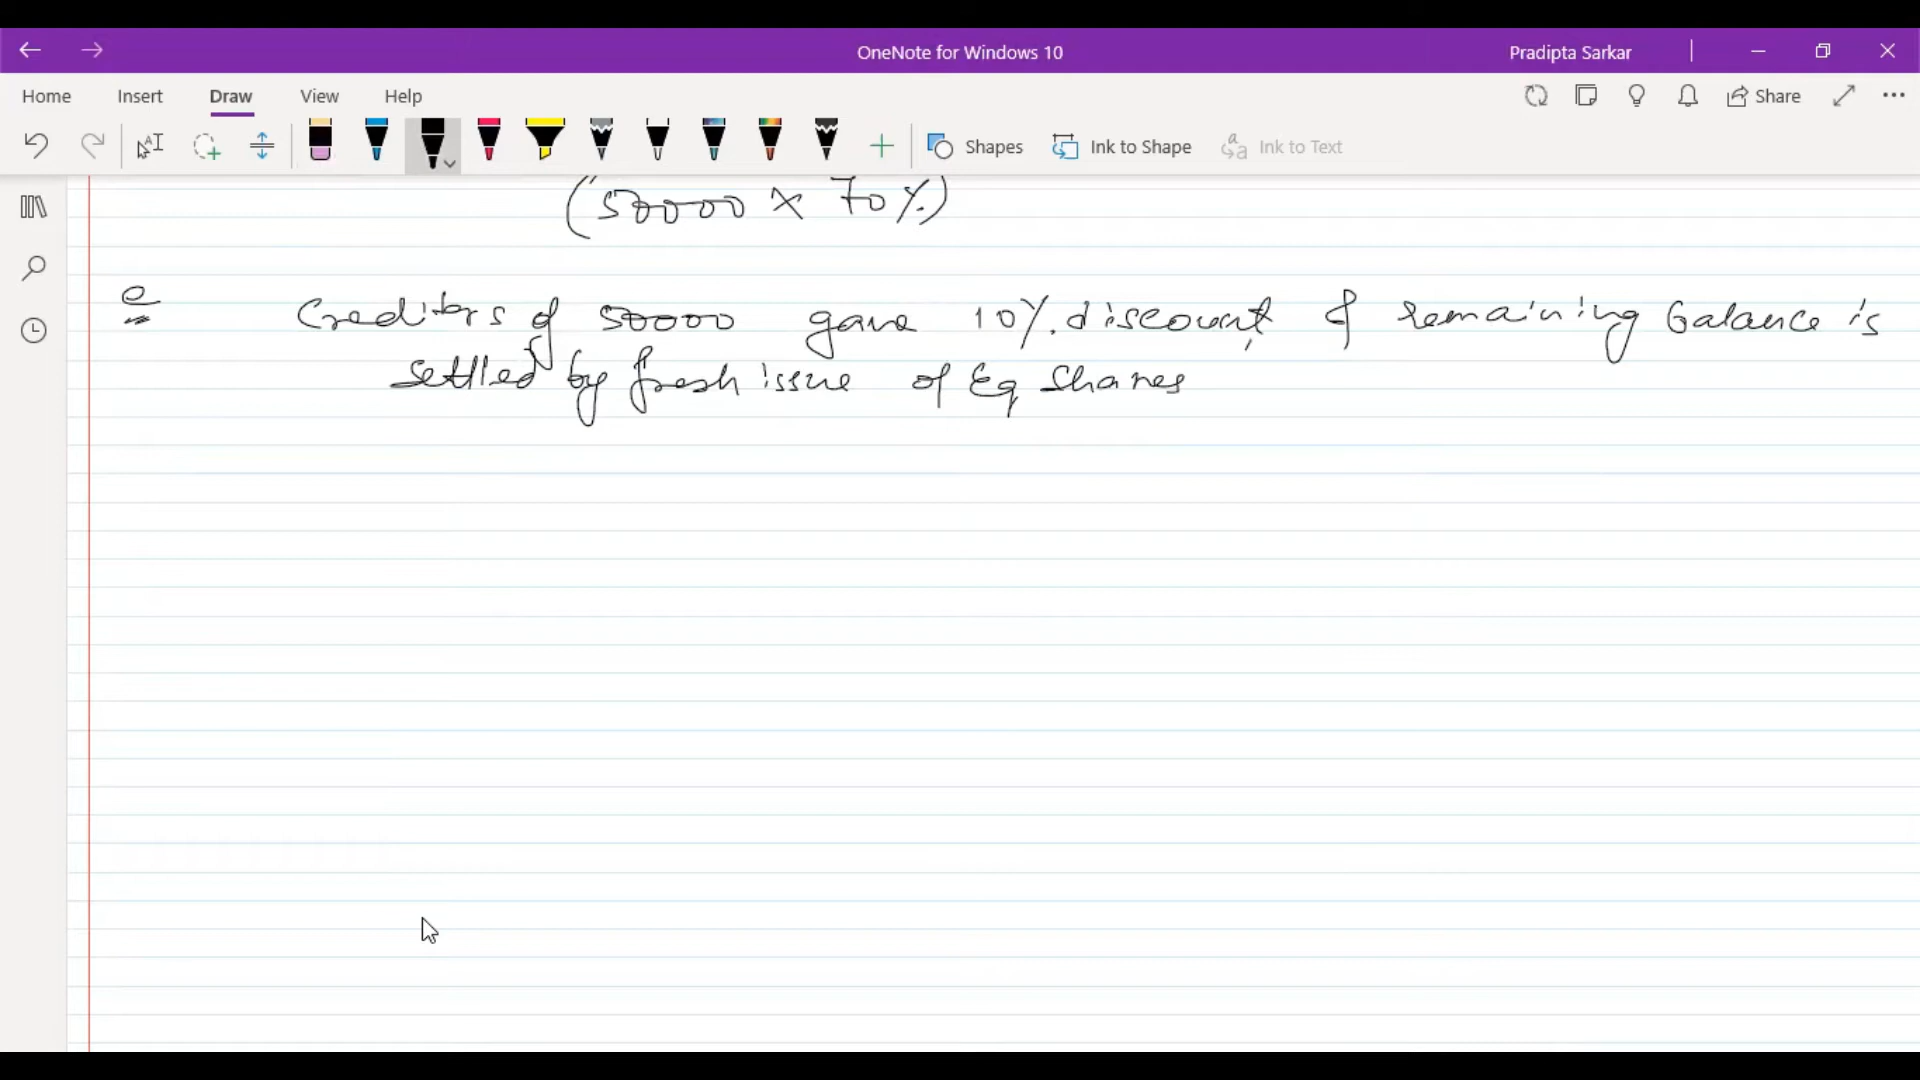 OneNote for Windows 10
Pradipta Sarkar
Home Insert Draw View Help
Share
Shapes Ink to Shape Ink to Text
(50000 x 70%)
Q Creditors of 50000 gave 10% discount & remaining balance is
settled by fresh issue of Eq Shares